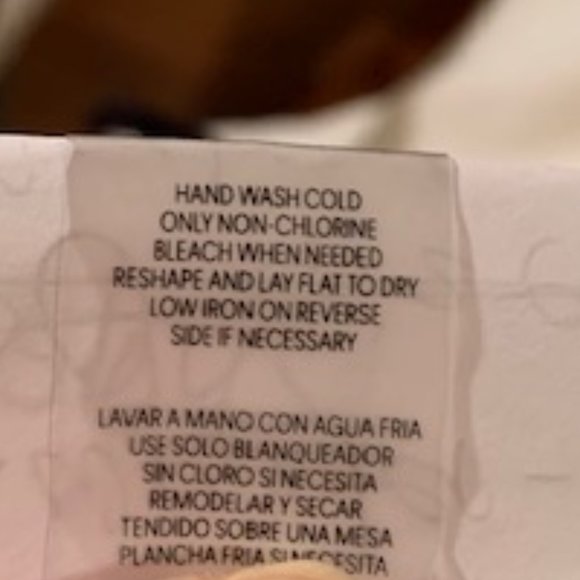 HAND WASH COLD
ONLY NON-CHLORINE
BLEACH WHEN NEEDED
RESHAPE AND LAY FLAT TO DRY
LOW IRON ON REVERSE
SIDE IF NECESSARY
LAVAR A MANO CON AGUA FRIA
USE SOLO BLANQUEADOR
SIN CLORO SI NECESITA
REMODELAR Y SECAR
TENDIDO SOBRE UNA MESA
PLANCHA FRIA SI NECESITA